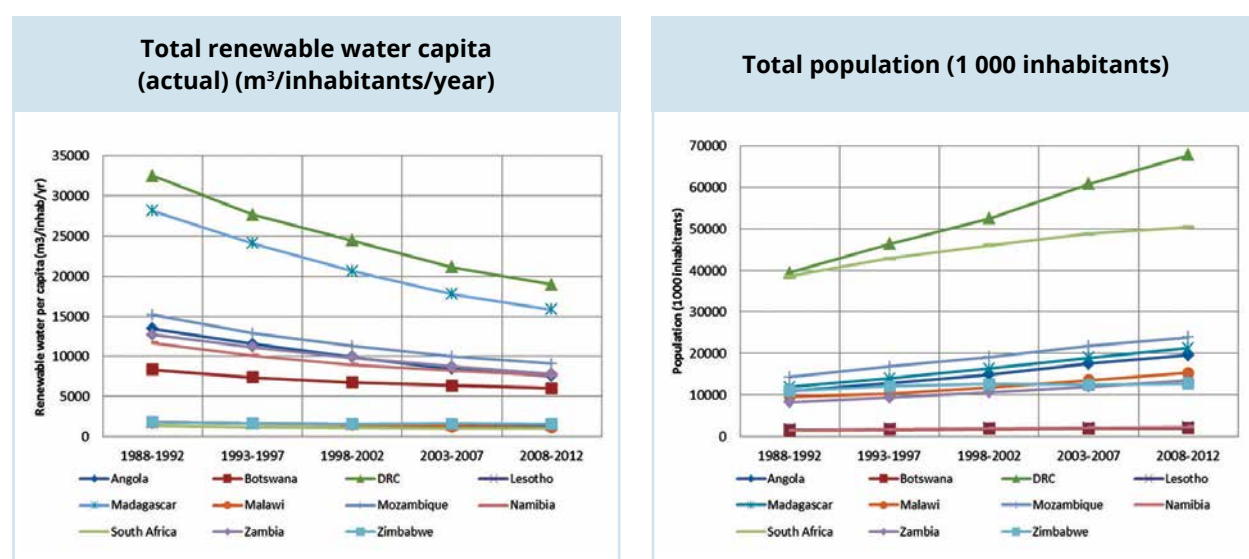 Total renewable water capita
(actual) (m³/inhabitants/year)
Renewable water per capita (m3/inhab/yr)
35000
30000
25000
20000
15000
10000
5000
0
1988-1992 1993-1997 1998-2002 2003-2007 2008-2012
Angola Botswana DRC Lesotho
Madagascar Malawi Mozambique Namibia
South Africa Zambia Zimbabwe
Total population (1 000 inhabitants)
Population (1000 inhabitants)
70000
60000
50000
40000
30000
20000
10000
0
1988-1992 1993-1997 1998-2002 2003-2007 2008-2012
Angola Botswana DRC Lesotho
Madagascar Malawi Mozambique Namibia
South Africa Zambia Zimbabwe